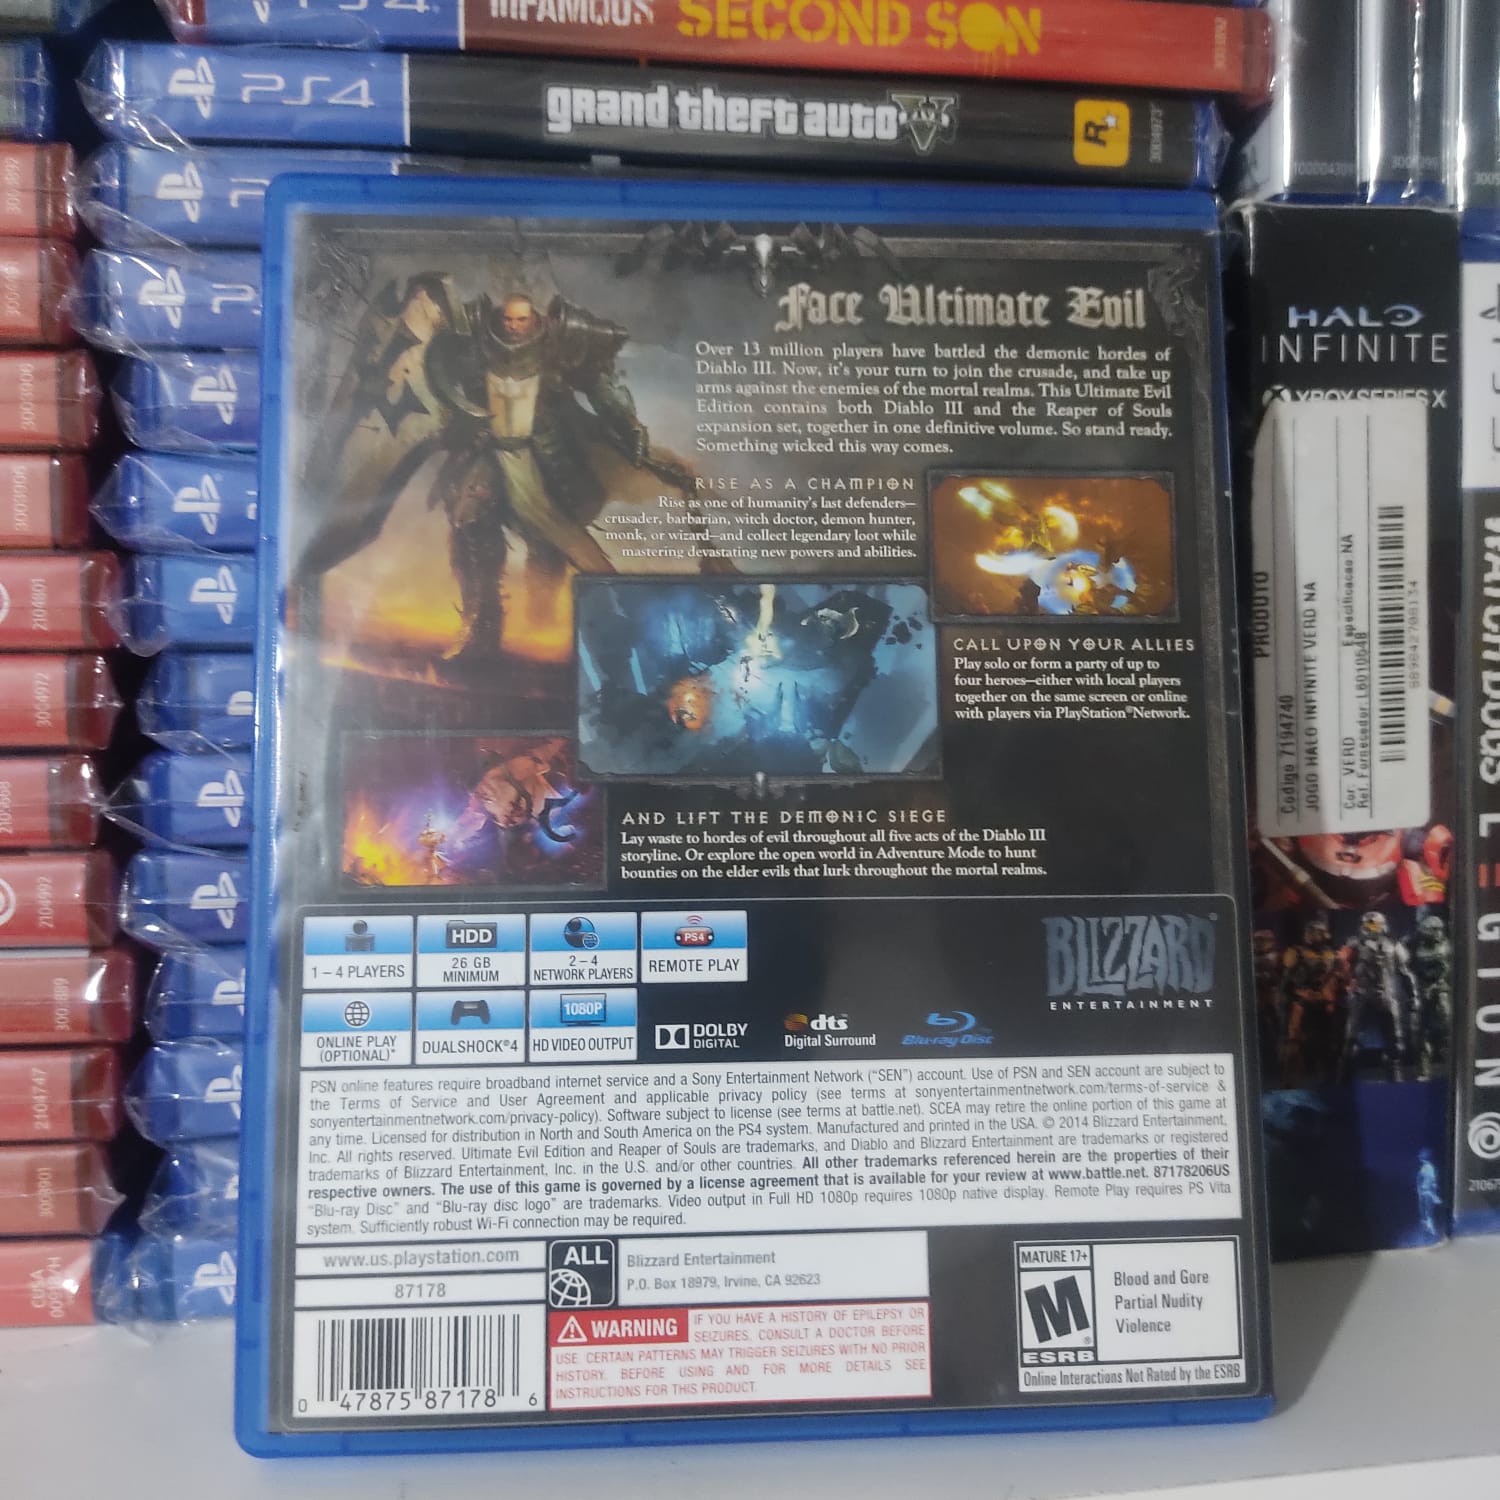 PS4
INFAMOUS SECOND SON
PS4
grand theft auto V
R
Face Ultimate Evil
Over 13 million players have battled the demonic hordes of
Diablo III. Now, it's your turn to join the crusade, and take up
arms against the enemies of the mortal realms. This Ultimate Evil
Edition contains both Diablo III and the Reaper of Souls
expansion set, together in one definitive volume. So stand ready.
Something wicked this way comes.
RISE AS A CHAMPION
Rise as one of humanity's last defenders—
crusader, barbarian, witch doctor, demon hunter,
monk, or wizard—and collect legendary loot while
mastering devastating new powers and abilities.
CALL UPON YOUR ALLIES
Play solo or form a party of up to
four heroes—either with local players
together on the same screen or online
with players via PlayStation®Network.
AND LIFT THE DEMONIC SIEGE
Lay waste to hordes of evil throughout all five acts of the Diablo III
storyline. Or explore the open world in Adventure Mode to hunt
bounties on the elder evils that lurk throughout the mortal realms.
1 – 4 PLAYERS
HDD
26 GB
MINIMUM
2 – 4
NETWORK PLAYERS
PS4
REMOTE PLAY
ONLINE PLAY
(OPTIONAL)*
DUALSHOCK®4
1080P
HD VIDEO OUTPUT
DOLBY
DIGITAL
dts
Digital Surround
Blu-ray Disc
BLIZZARD®
ENTERTAINMENT
PSN online features require broadband internet service and a Sony Entertainment Network ("SEN") account. Use of PSN and SEN account are subject to
the Terms of Service and User Agreement and applicable privacy policy (see terms at sonyentertainmentnetwork.com/terms-of-service &
sonyentertainmentnetwork.com/privacy-policy). Software subject to license (see terms at battle.net). SCEA may retire the online portion of this game at
any time. Licensed for distribution in North and South America on the PS4 system. Manufactured and printed in the USA. © 2014 Blizzard Entertainment,
Inc. All rights reserved. Ultimate Evil Edition and Reaper of Souls are trademarks, and Diablo and Blizzard Entertainment are trademarks or registered
trademarks of Blizzard Entertainment, Inc. in the U.S. and/or other countries. All other trademarks referenced herein are the properties of their
respective owners. The use of this game is governed by a license agreement that is available for your review at www.battle.net. 87178206US
"Blu-ray Disc" and "Blu-ray disc logo" are trademarks. Video output in Full HD 1080p requires 1080p native display. Remote Play requires PS Vita
system. Sufficiently robust Wi-Fi connection may be required.
www.us.playstation.com
87178
0 47875 87178 6
ALL
Blizzard Entertainment
P.O. Box 18979, Irvine, CA 92623
WARNING IF YOU HAVE A HISTORY OF EPILEPSY OR
SEIZURES, CONSULT A DOCTOR BEFORE
USE. CERTAIN PATTERNS MAY TRIGGER SEIZURES WITH NO PRIOR
HISTORY. BEFORE USING AND FOR MORE DETAILS SEE
INSTRUCTIONS FOR THIS PRODUCT.
MATURE 17+
M
ESRB
Blood and Gore
Partial Nudity
Violence
Online Interactions Not Rated by the ESRB
HALO
INFINITE
XBOX SERIES X
PRODUTO
Codigo 7194740
JOGO HALO INFINITE VERD NA
Cor. VERD
Especificacao NA
Ref. Fornecedor.L6010648
889842708134
WATCH DOGS
LEGION
3003906
3003906
2104801
304972
2104992
2104747